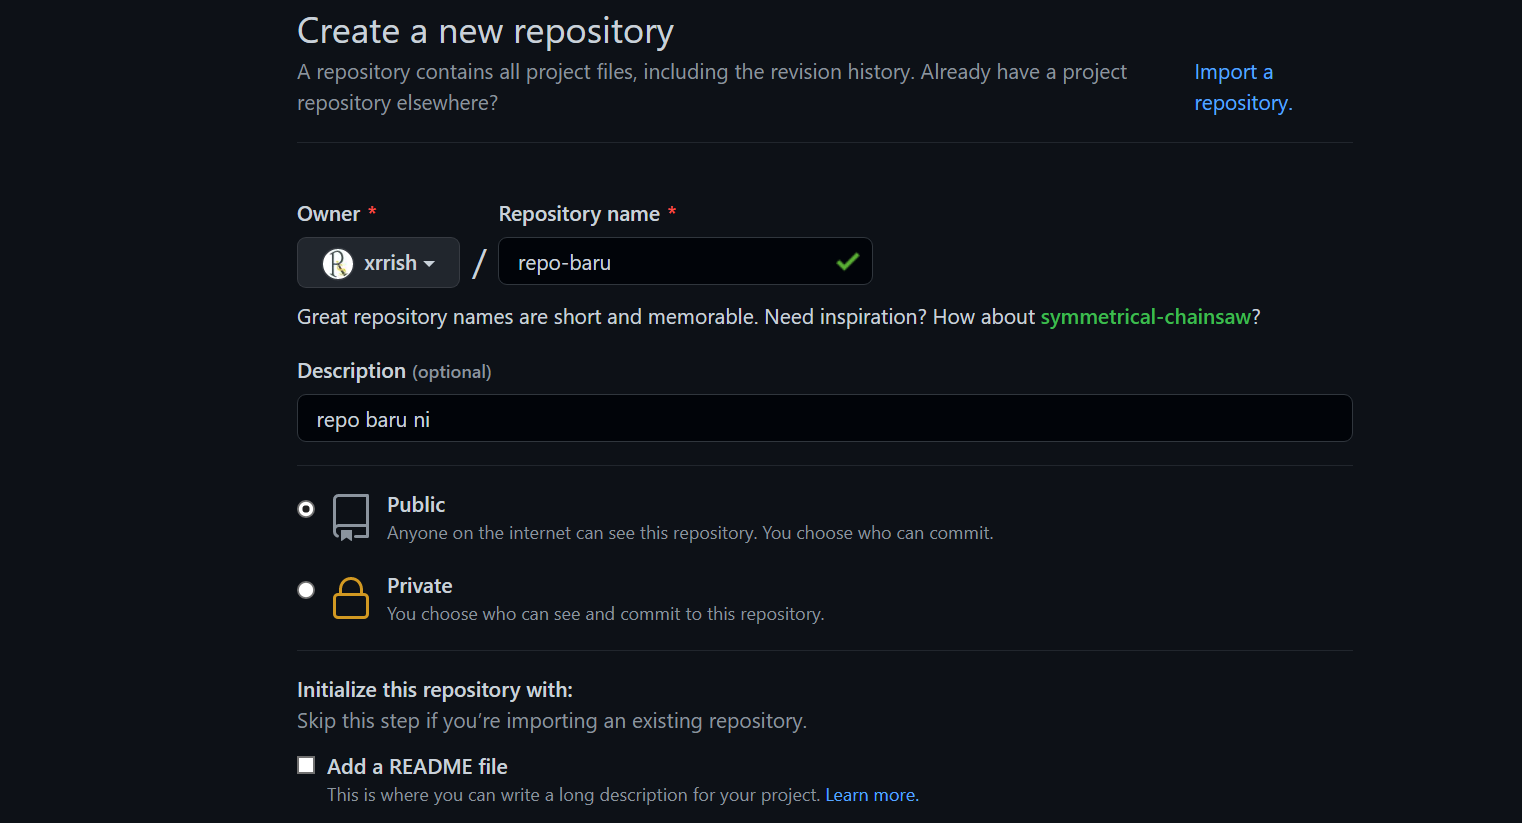 Create a new repository
A repository contains all project files, including the revision history. Already have a project
repository elsewhere?
Import a
repository.
Owner *
Repository name *
xrrish
/
repo-baru
Great repository names are short and memorable. Need inspiration? How about symmetrical-chainsaw?
Description (optional)
repo baru ni
Public
Anyone on the internet can see this repository. You choose who can commit.
Private
You choose who can see and commit to this repository.
Initialize this repository with:
Skip this step if you’re importing an existing repository.
Add a README file
This is where you can write a long description for your project. Learn more.